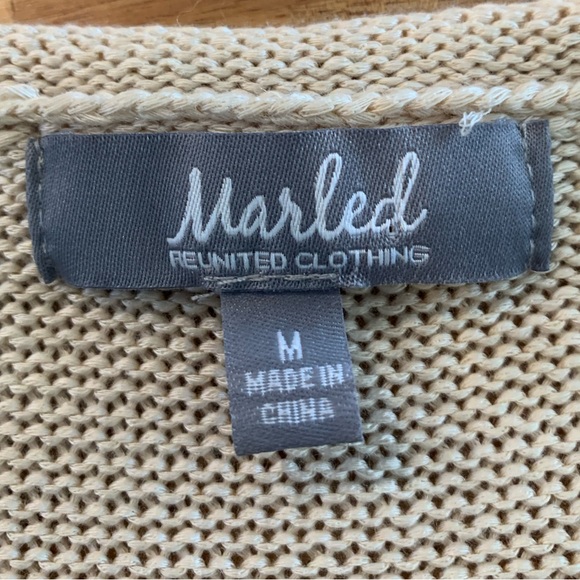 Marled
REUNITED CLOTHING
M
MADE IN
CHINA